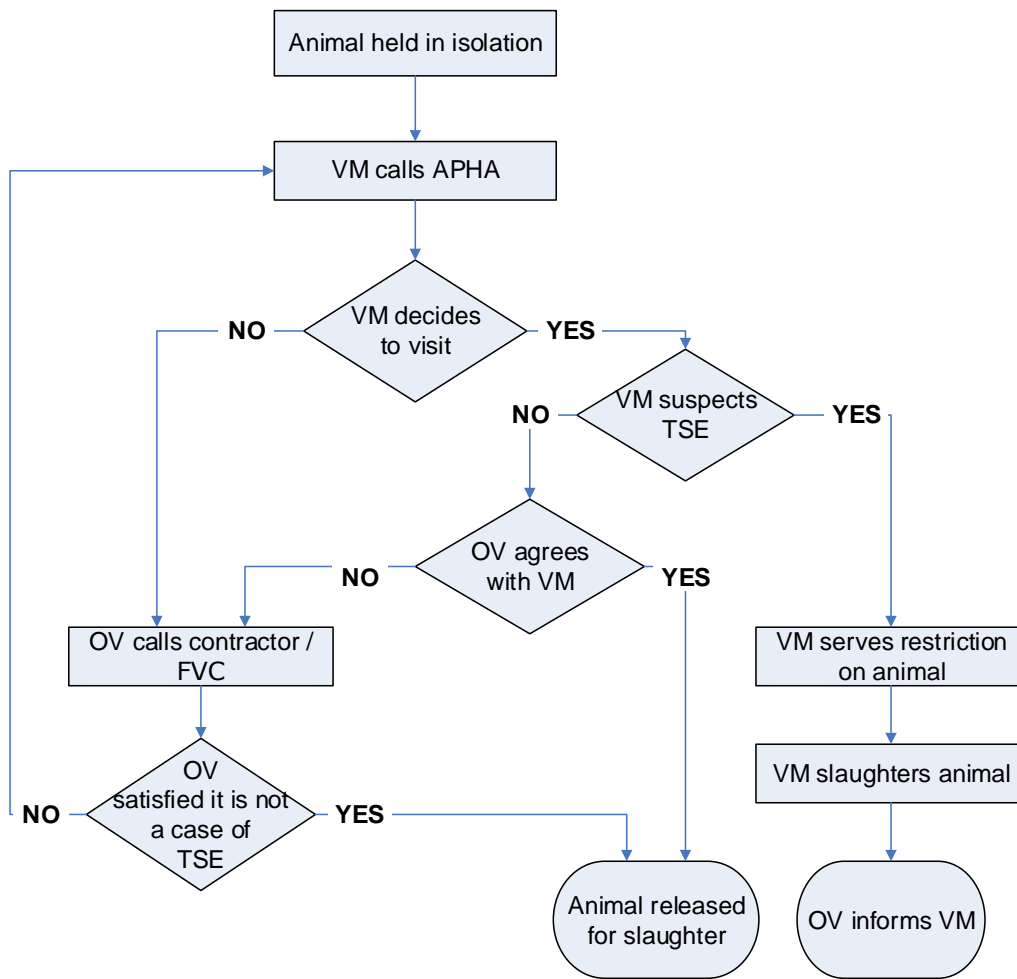 Animal held in isolation
VM calls APHA
VM decides
to visit
NO
YES
VM suspects
TSE
NO
YES
OV agrees
with VM
NO
YES
OV calls contractor /
FVC
VM serves restriction
on animal
OV
satisfied it is not
a case of
TSE
NO
YES
VM slaughters animal
Animal released
for slaughter
OV informs VM